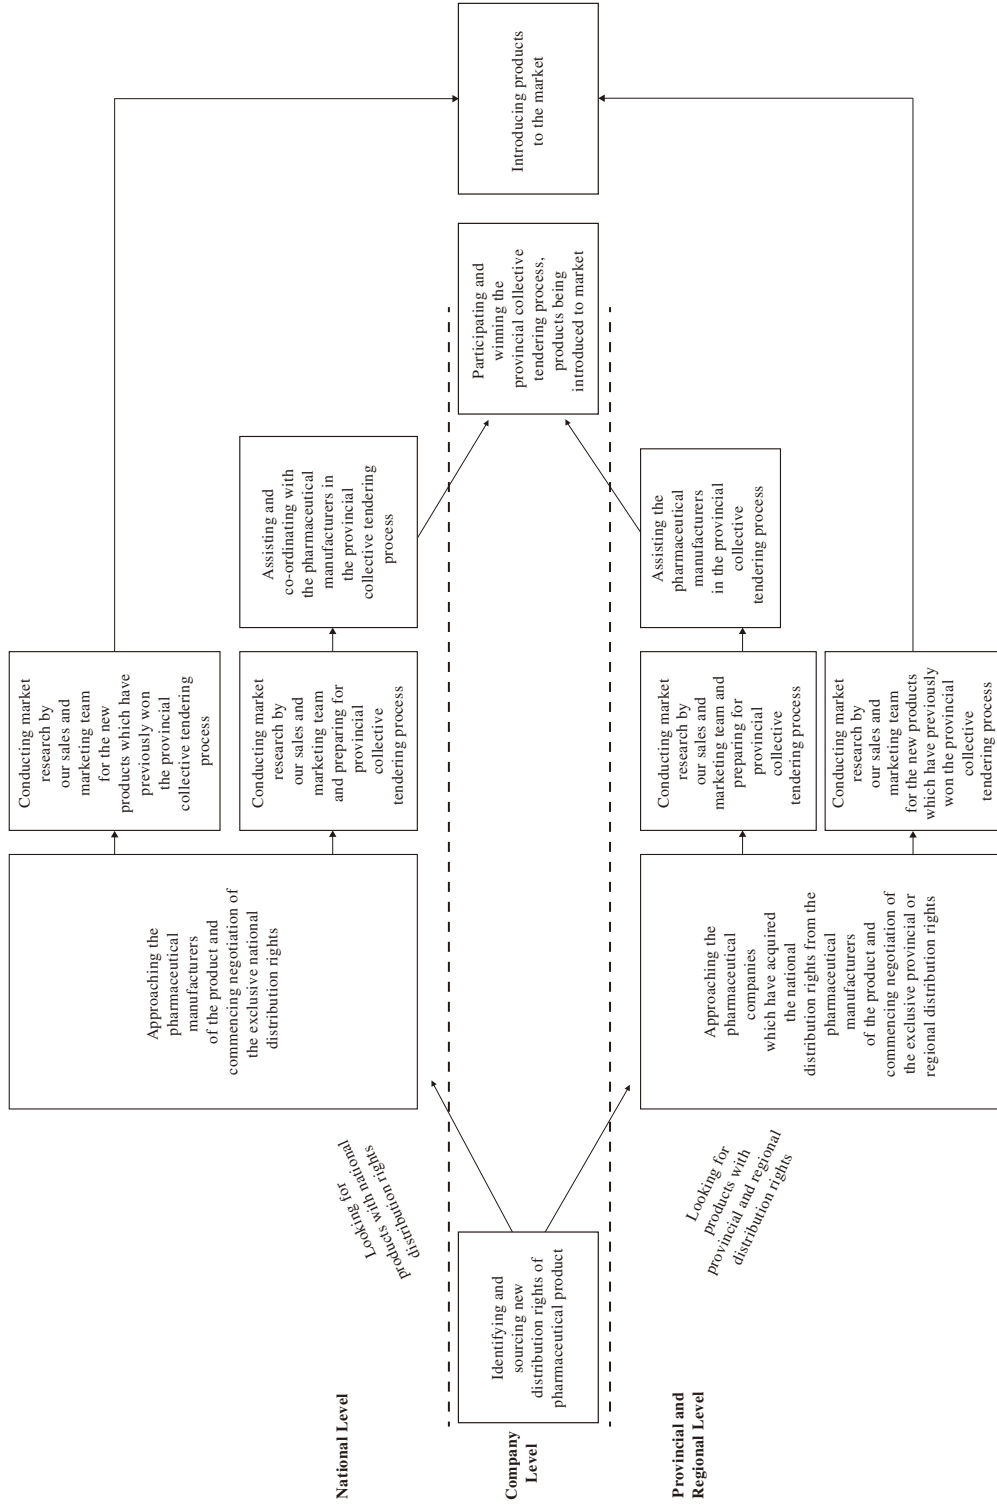 National Level
Looking for
products with national
distribution rights
Approaching the
pharmaceutical
manufacturers
of the product and
commencing negotiation of
the exclusive national
distribution rights
Conducting market
research by
our sales and
marketing team
for the new
products which have
previously won
the provincial
collective tendering
process
Conducting market
research by
our sales and
marketing team
and preparing for
provincial
collective
tendering process
Assisting and
co-ordinating with
the pharmaceutical
manufacturers in
the provincial
collective tendering
process
Company
Level
Identifying and
sourcing new
distribution rights of
pharmaceutical product
Participating and
winning the
provincial collective
tendering process,
products being
introduced to market
Introducing products
to the market
Provincial and
Regional Level
Looking for
products with
provincial and regional
distribution rights
Approaching the
pharmaceutical
companies
which have acquired
the national
distribution rights from the
pharmaceutical
manufacturers
of the product and
commencing negotiation of
the exclusive provincial or
regional distribution rights
Conducting market
research by
our sales and
marketing team and
preparing for
provincial
collective
tendering process
Assisting the
pharmaceutical
manufacturers
in the provincial
collective
tendering process
Conducting market
research by
our sales and
marketing team
for the new products
which have previously
won the provincial
collective
tendering process